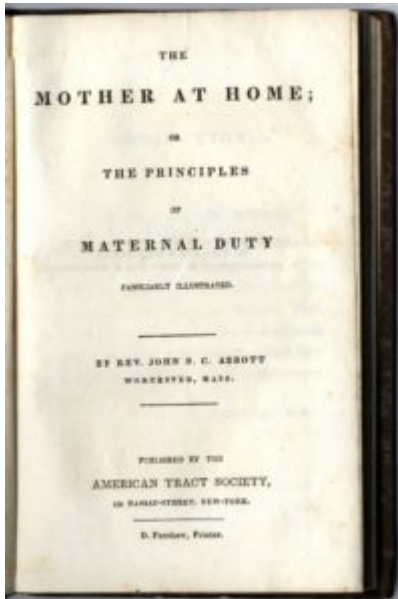 THE
MOTHER AT HOME;
OR
THE PRINCIPLES
OF
MATERNAL DUTY
FAMILIARLY ILLUSTRATED.
BY REV. JOHN S. C. ABBOTT
WORCESTER, MASS.
PUBLISHED BY THE
AMERICAN TRACT SOCIETY,
NASSAU-STREET, NEW-YORK.
D. Fanshaw, Printer.